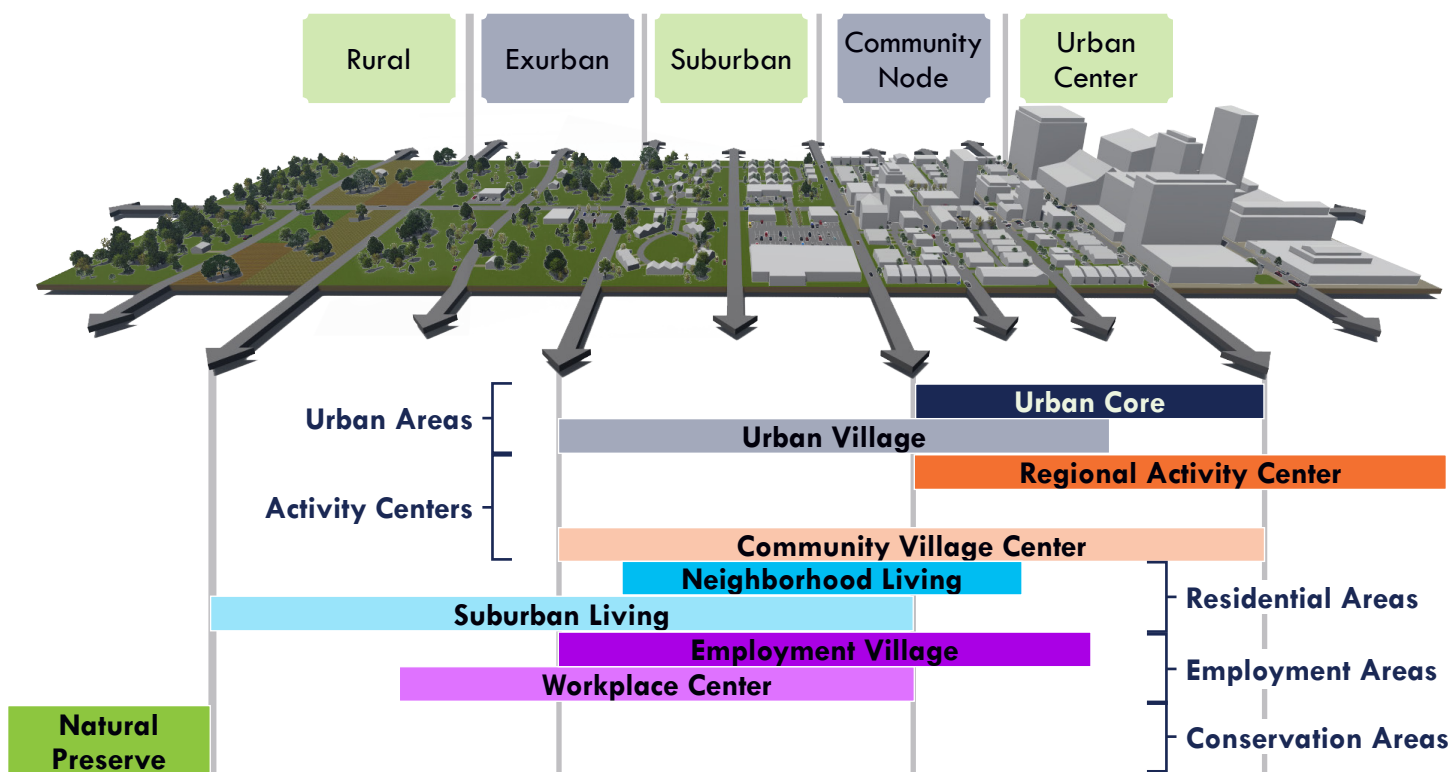 Rural
Exurban
Suburban
Community
Node
Urban
Center
Urban Areas
Urban Core
Urban Village
Regional Activity Center
Activity Centers
Community Village Center
Neighborhood Living
Residential Areas
Suburban Living
Employment Village
Employment Areas
Workplace Center
Natural
Preserve
Conservation Areas